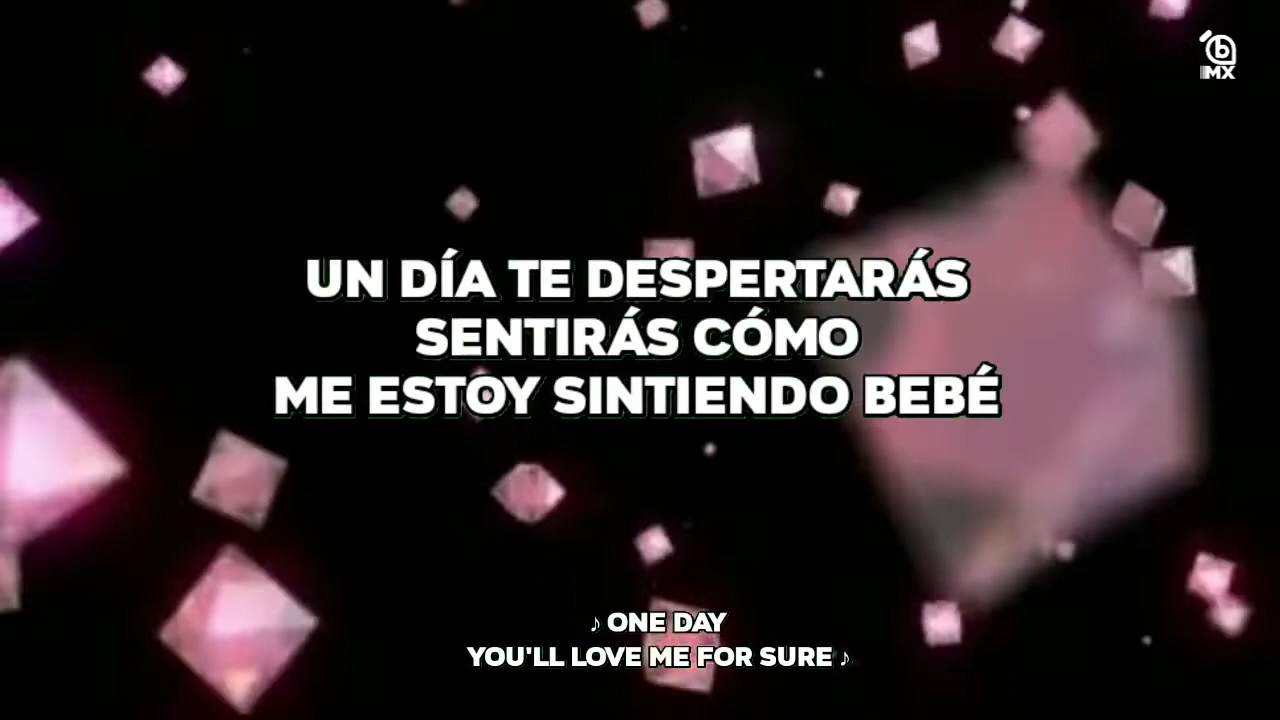 b
MX
UN DÍA TE DESPERTARÁS
SENTIRÁS CÓMO
ME ESTOY SINTIENDO BEBÉ
♪ ONE DAY
YOU'LL LOVE ME FOR SURE ♪